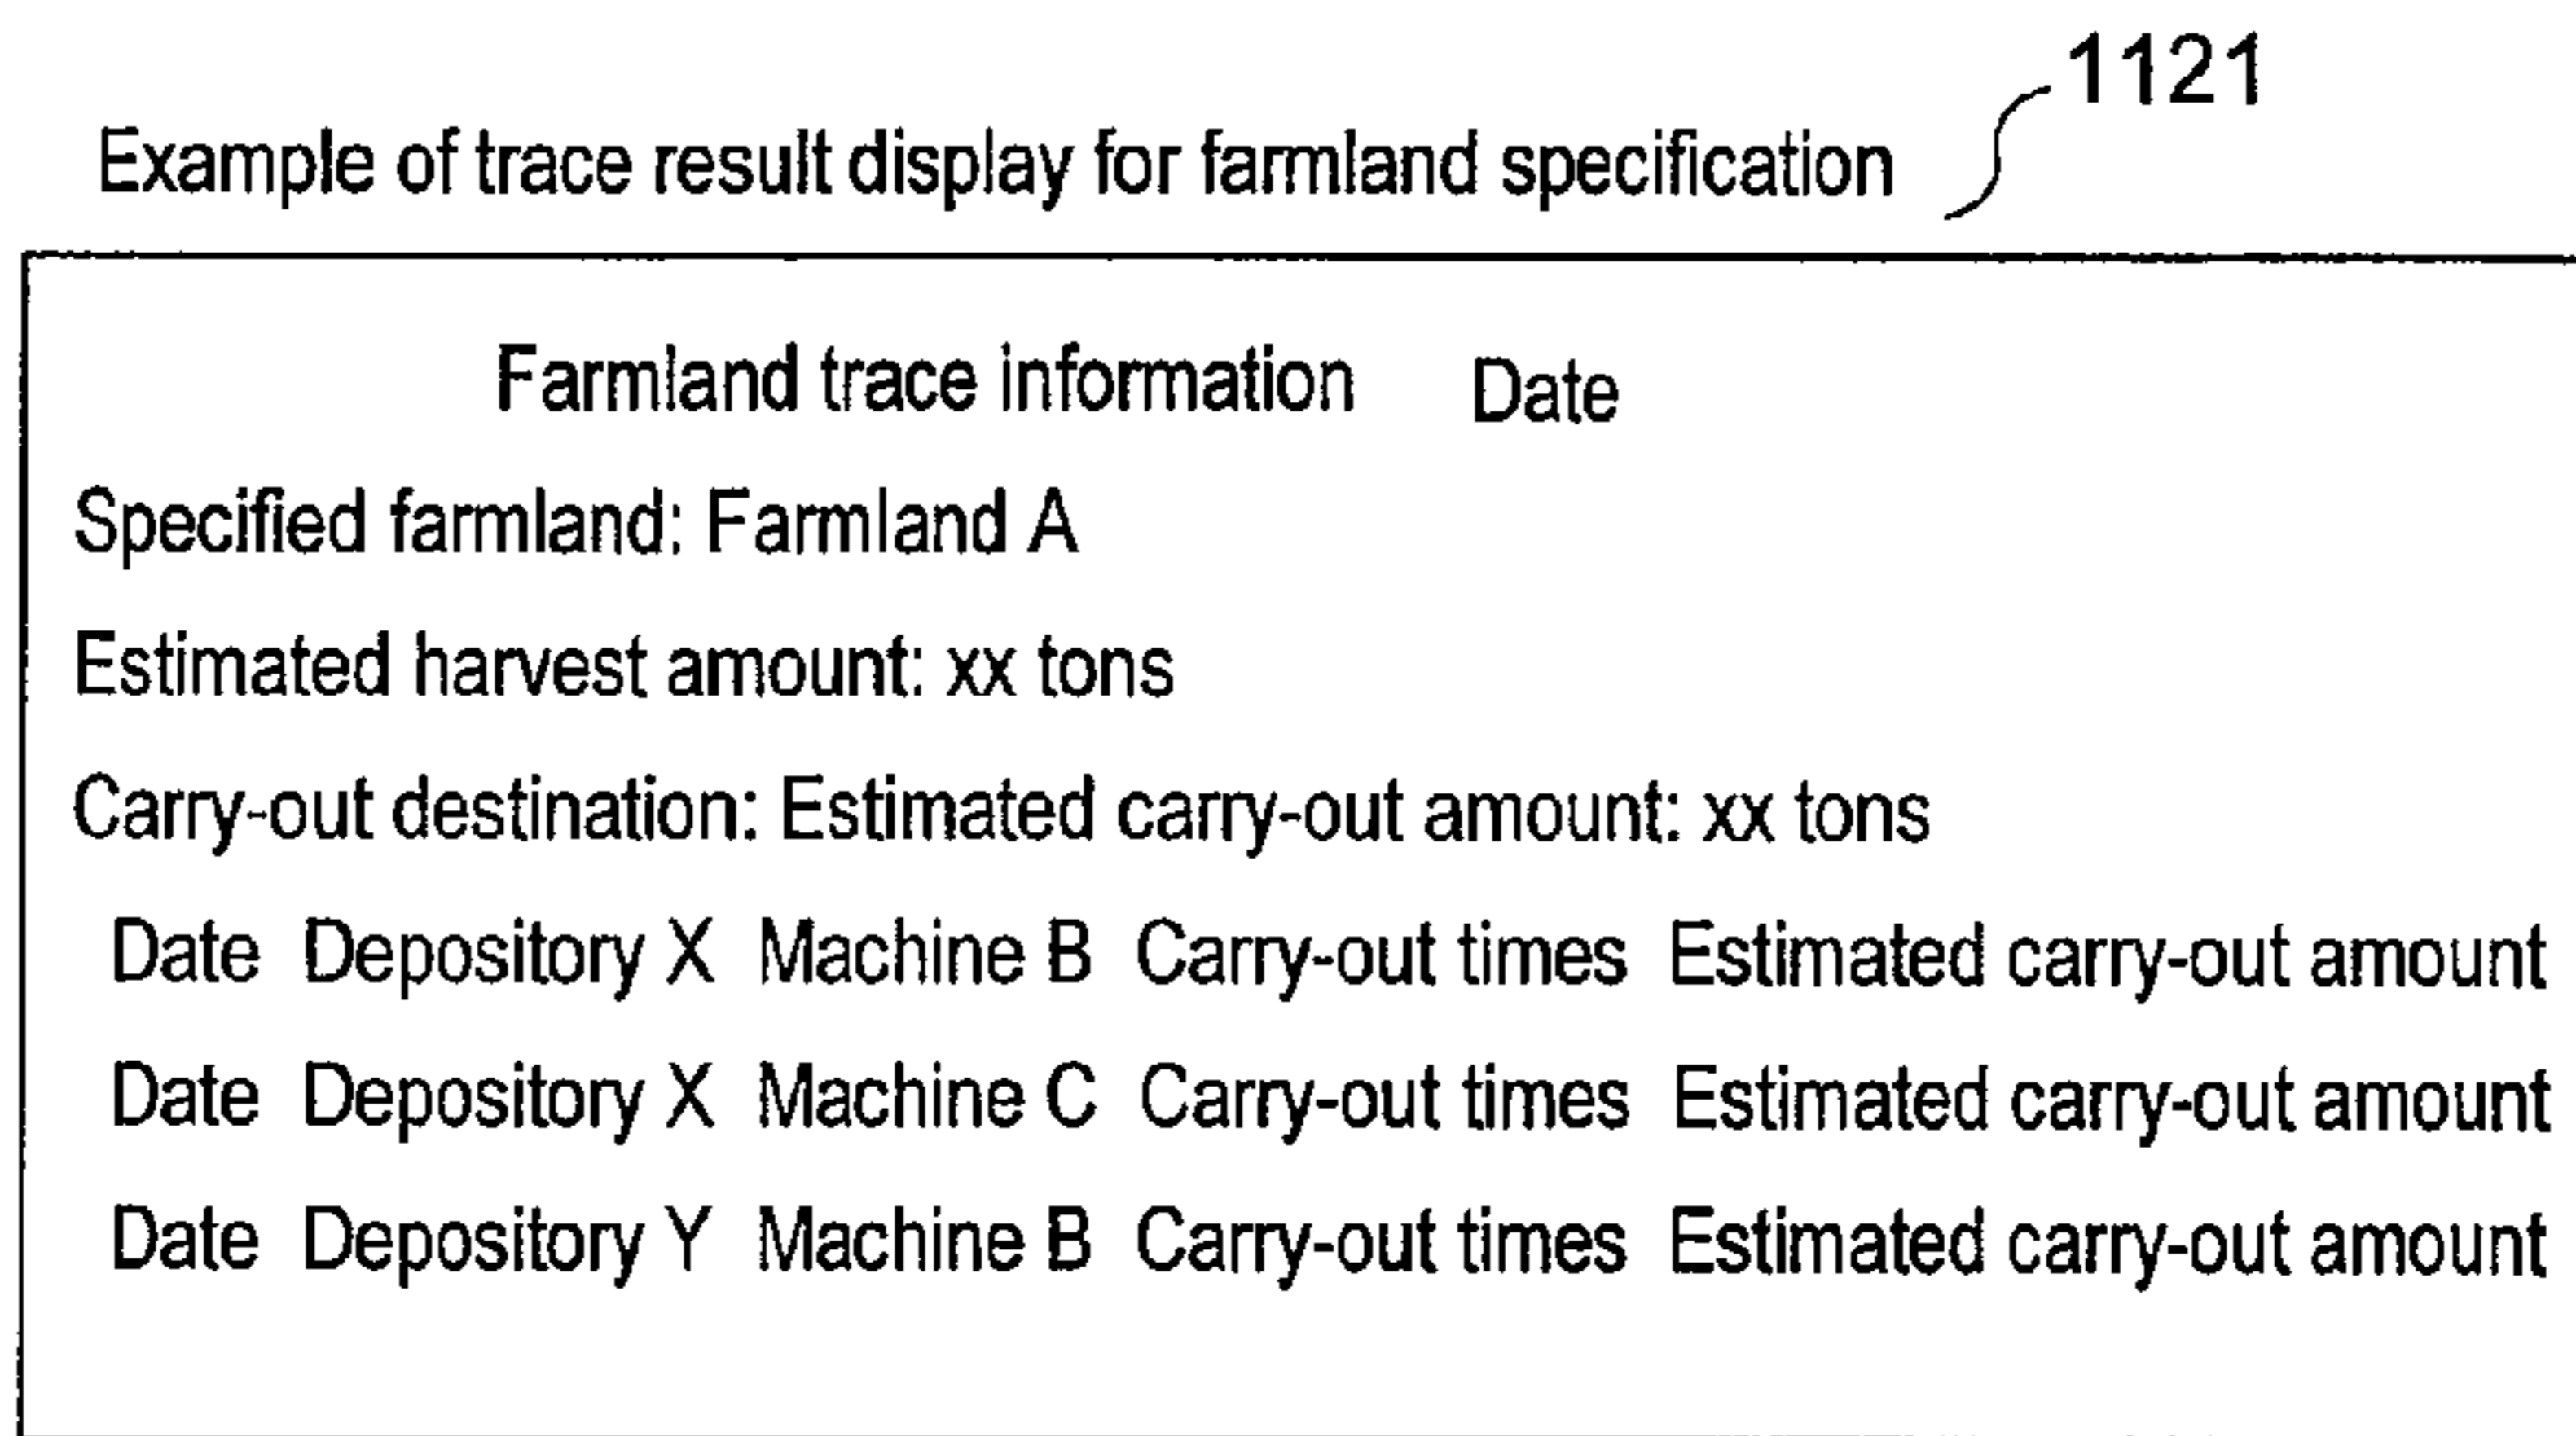 1121
Example of trace result display for farmland specification
Farmland trace information Date
Specified farmland: Farmland A
Estimated harvest amount: xx tons
Carry-out destination: Estimated carry-out amount: xx tons
Date Depository X Machine B Carry-out times Estimated carry-out amount
Date Depository X Machine C Carry-out times Estimated carry-out amount
Date Depository Y Machine B Carry-out times Estimated carry-out amount